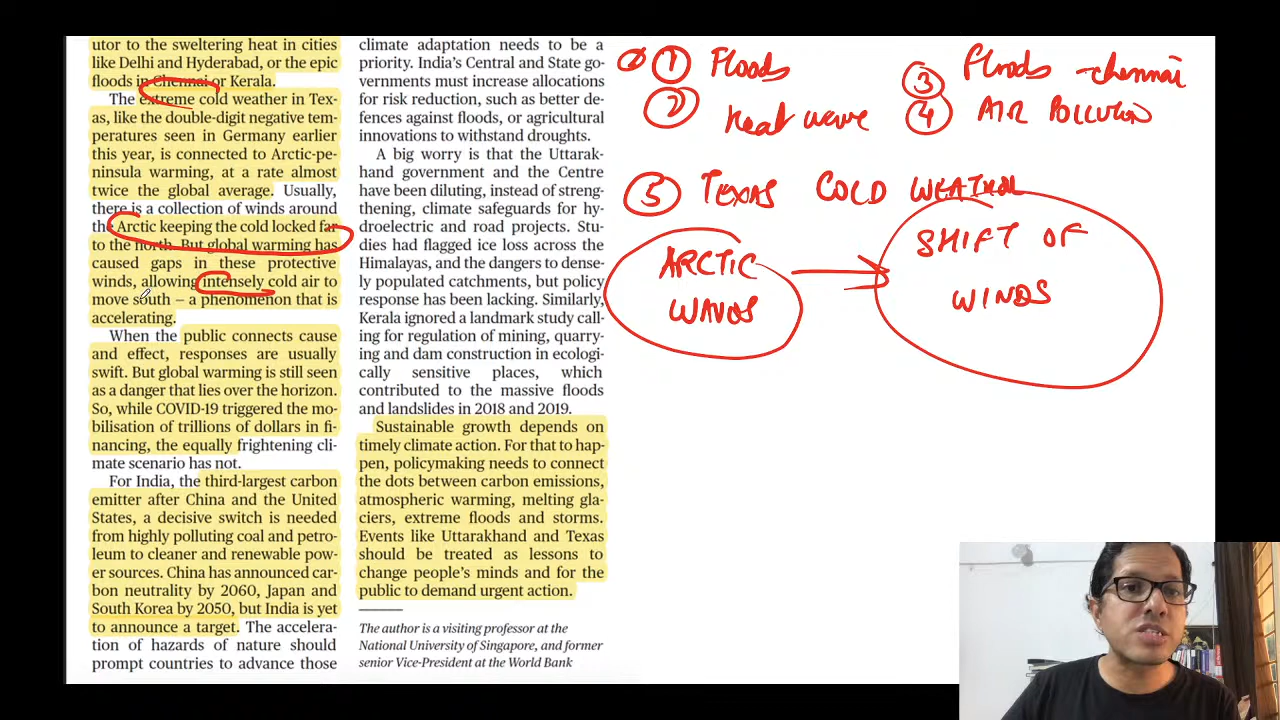 utor to the sweltering heat in cities
like Delhi and Hyderabad, or the epic
floods in Chennai or Kerala.
The extreme cold weather in Tex-
as, like the double-digit negative tem-
peratures seen in Germany earlier
this year, is connected to Arctic-pe-
ninsula warming, at a rate almost
twice the global average. Usually,
there is a collection of winds around
the Arctic keeping the cold locked far
to the north. But global warming has
caused gaps in these protective
winds, allowing intensely cold air to
move south – a phenomenon that is
accelerating.
When the public connects cause
and effect, responses are usually
swift. But global warming is still seen
as a danger that lies over the horizon.
So, while COVID-19 triggered the mo-
bilisation of trillions of dollars in fi-
nancing, the equally frightening cli-
mate scenario has not.
For India, the third-largest carbon
emitter after China and the United
States, a decisive switch is needed
from highly polluting coal and petro-
leum to cleaner and renewable pow-
er sources. China has announced car-
bon neutrality by 2060, Japan and
South Korea by 2050, but India is yet
to announce a target. The accelera-
tion of hazards of nature should
prompt countries to advance those
climate adaptation needs to be a
priority. India's Central and State go-
vernments must increase allocations
for risk reduction, such as better de-
fences against floods, or agricultural
innovations to withstand droughts.
A big worry is that the Uttarak-
hand government and the Centre
have been diluting, instead of streng-
thening, climate safeguards for hy-
droelectric and road projects. Stu-
dies had flagged ice loss across the
Himalayas, and the dangers to dense-
ly populated catchments, but policy
response has been lacking. Similarly,
Kerala ignored a landmark study call-
ing for regulation of mining, quarry-
ing and dam construction in ecologi-
cally sensitive places, which
contributed to the massive floods
and landslides in 2018 and 2019.
Sustainable growth depends on
timely climate action. For that to hap-
pen, policymaking needs to connect
the dots between carbon emissions,
atmospheric warming, melting gla-
ciers, extreme floods and storms.
Events like Uttarakhand and Texas
should be treated as lessons to
change people's minds and for the
public to demand urgent action.
The author is a visiting professor at the
National University of Singapore, and former
senior Vice-President at the World Bank
1 Floods
2 Heat wave
3 Floods - chennai
4 AIR POLLUTION
5 TEXAS COLD WEATHER
ARCTIC
WAVES
SHIFT OF
WINDS